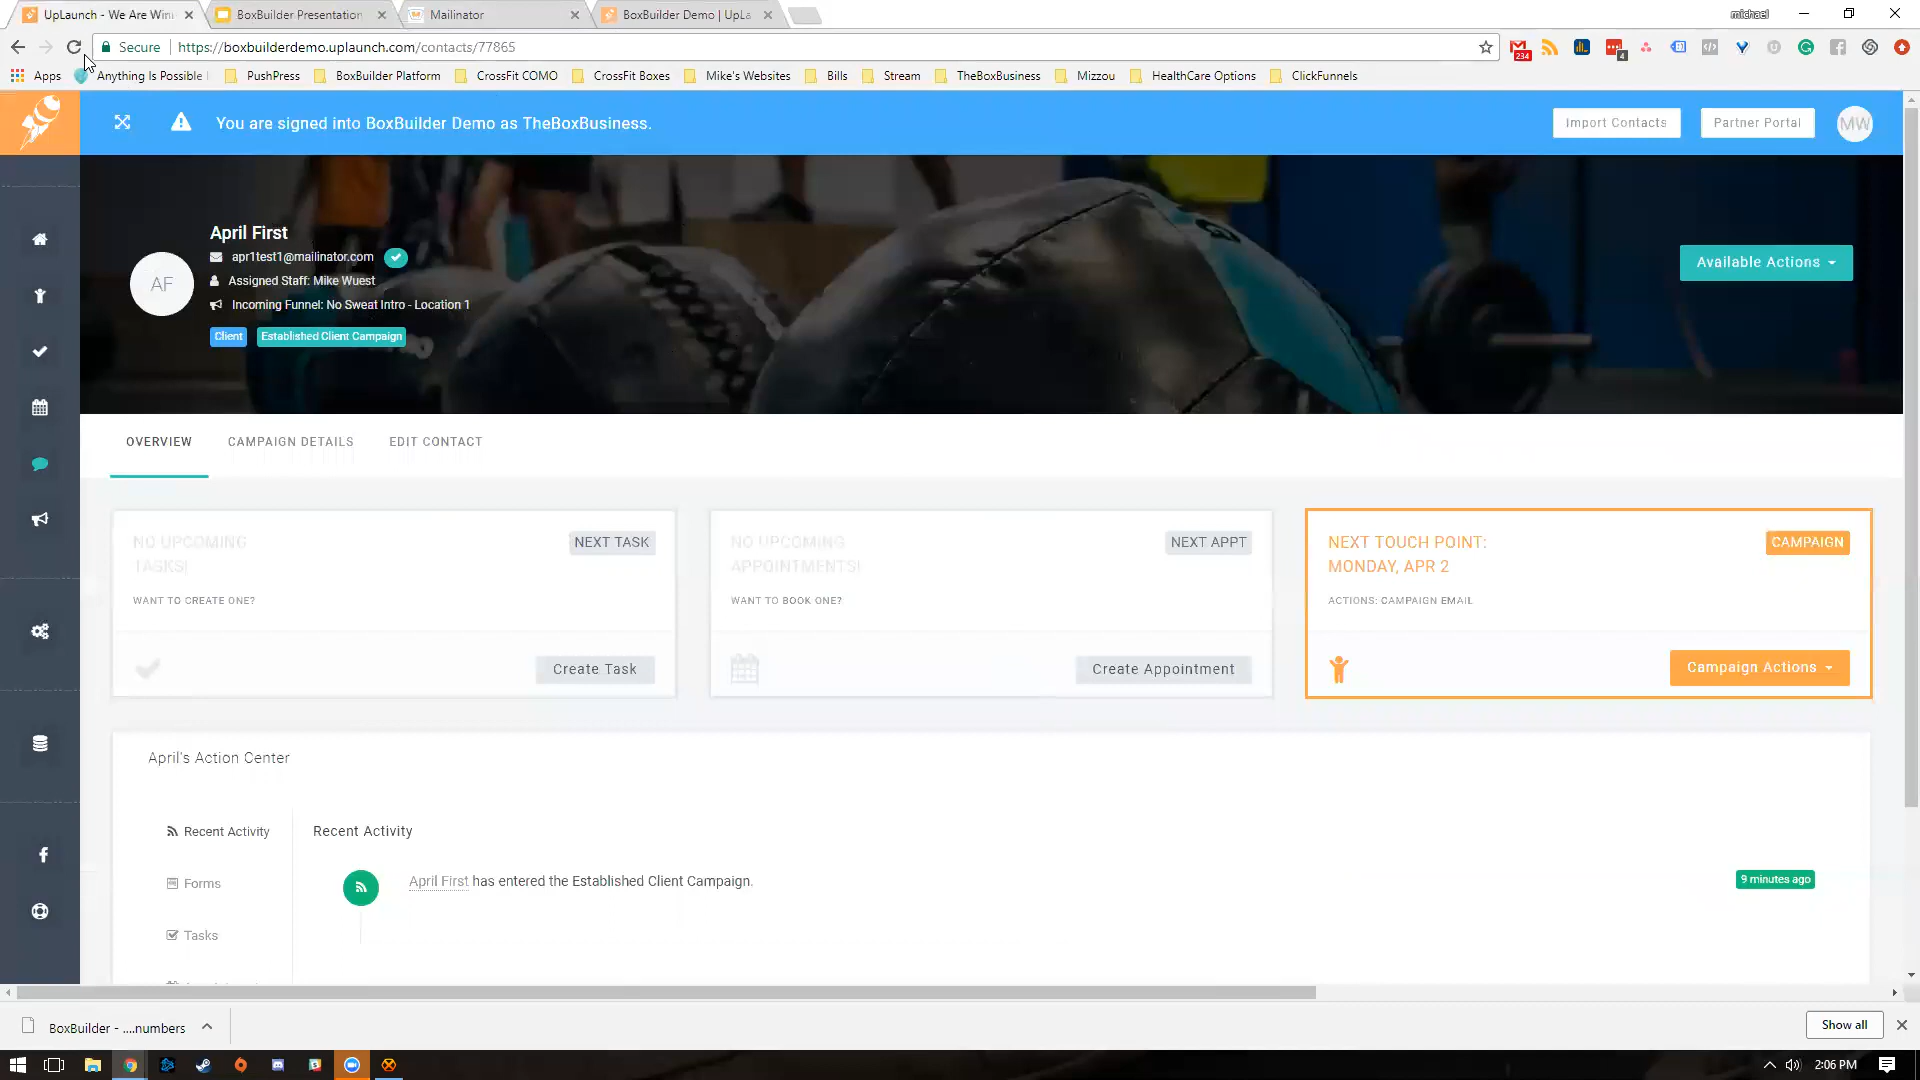 UpLaunch - We Are Win
BoxBuilder Presentation
Mailinator
BoxBuilder Demo | UpLa
michael
Secure
https://boxbuilderdemo.uplaunch.com/contacts/77865
234
4
Apps
Anything Is Possible
PushPress
BoxBuilder Platform
CrossFit COMO
CrossFit Boxes
Mike's Websites
Bills
Stream
TheBoxBusiness
Mizzou
HealthCare Options
ClickFunnels
You are signed into BoxBuilder Demo as TheBoxBusiness.
Import Contacts
Partner Portal
MW
AF
April First
apr1test1@mailinator.com
Assigned Staff: Mike Wuest
Incoming Funnel: No Sweat Intro - Location 1
Client
Established Client Campaign
Available Actions
OVERVIEW
CAMPAIGN DETAILS
EDIT CONTACT
NO UPCOMING
TASKS!
NEXT TASK
WANT TO CREATE ONE?
Create Task
NO UPCOMING
APPOINTMENTS!
NEXT APPT
WANT TO BOOK ONE?
Create Appointment
NEXT TOUCH POINT:
MONDAY, APR 2
CAMPAIGN
ACTIONS: CAMPAIGN EMAIL
Campaign Actions
April's Action Center
Recent Activity
Forms
Tasks
Recent Activity
April First has entered the Established Client Campaign.
9 minutes ago
BoxBuilder - ....numbers
Show all
2:06 PM